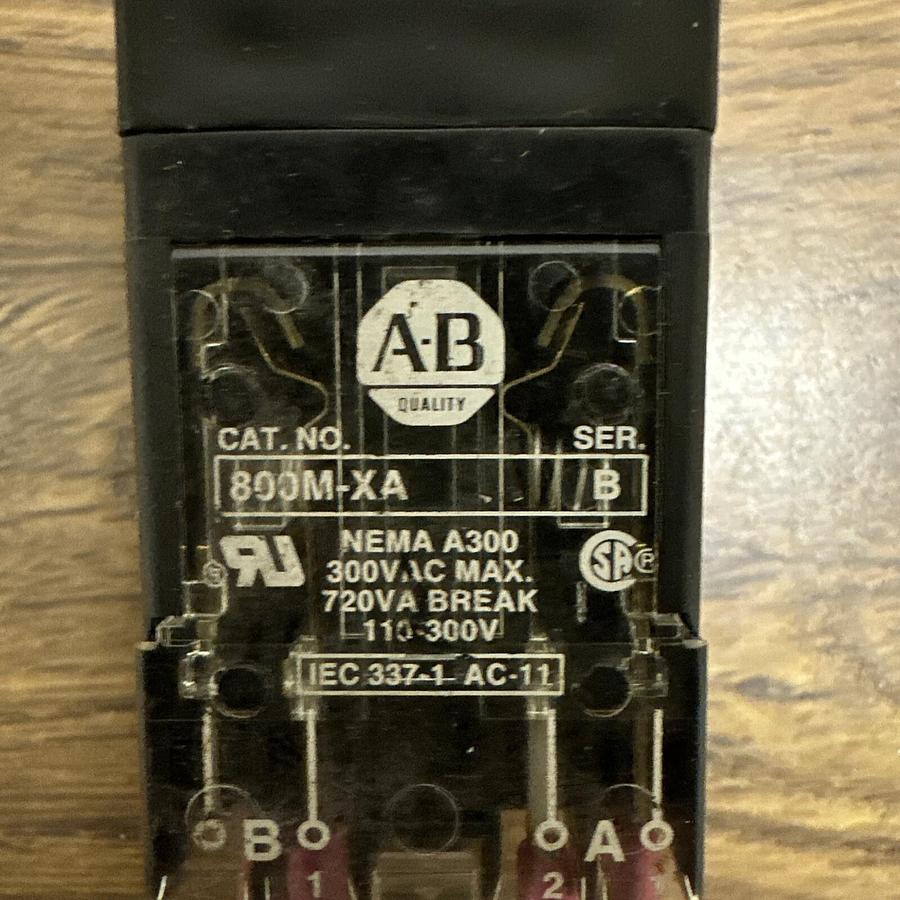 A-B
QUALITY
CAT. NO. SER.
800M-XA B
NEMA A300
300VAC MAX.
720VA BREAK
110-300V
IEC 337-1 AC-11
B A
1 2 1